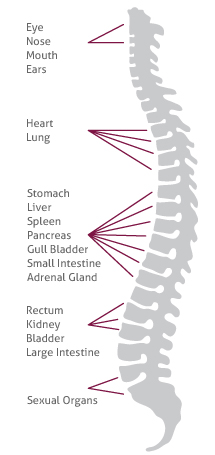 Eye
Nose
Mouth
Ears
Heart
Lung
Stomach
Liver
Spleen
Pancreas
Gull Bladder
Small Intestine
Adrenal Gland
Rectum
Kidney
Bladder
Large Intestine
Sexual Organs